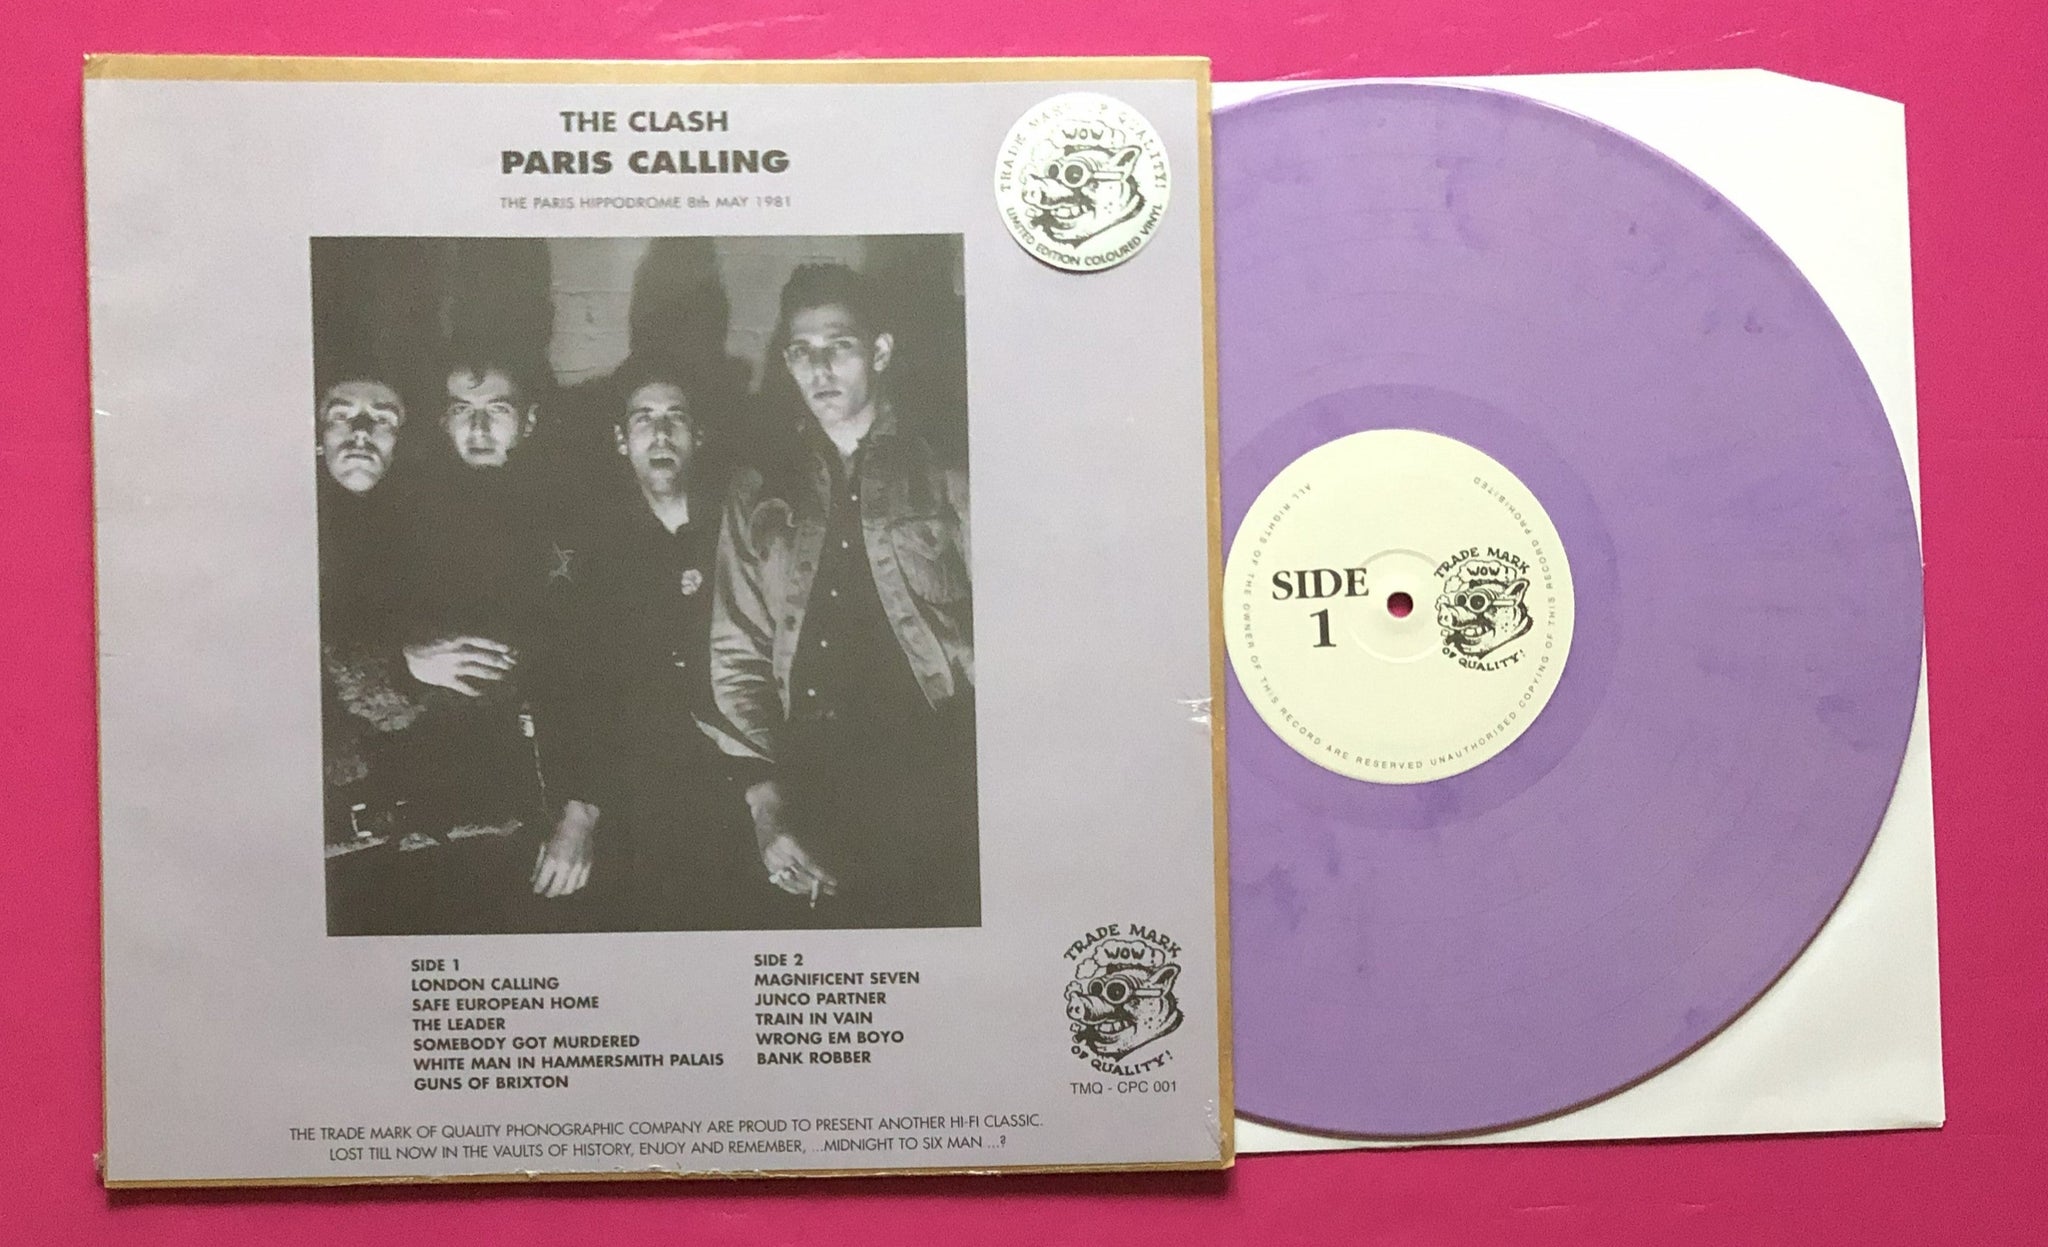 THE CLASH
PARIS CALLING
THE PARIS HIPPODROME 8th MAY 1981
TRADE MARK OF QUALITY!
WOW!
LIMITED EDITION COLOURED VINYL
SIDE 1
LONDON CALLING
SAFE EUROPEAN HOME
THE LEADER
SOMEBODY GOT MURDERED
WHITE MAN IN HAMMERSMITH PALAIS
GUNS OF BRIXTON
SIDE 2
MAGNIFICENT SEVEN
JUNCO PARTNER
TRAIN IN VAIN
WRONG EM BOYO
BANK ROBBER
TRADE MARK
WOW!
OF QUALITY!
TMQ - CPC 001
THE TRADE MARK OF QUALITY PHONOGRAPHIC COMPANY ARE PROUD TO PRESENT ANOTHER HI-FI CLASSIC.
LOST TILL NOW IN THE VAULTS OF HISTORY, ENJOY AND REMEMBER, ...MIDNIGHT TO SIX MAN ...?
ALL RIGHTS OF THE OWNER OF THIS RECORD ARE RESERVED UNAUTHORISED COPYING OF THIS RECORD PROHIBITED
SIDE
1
TRADE MARK
WOW!
OF QUALITY!